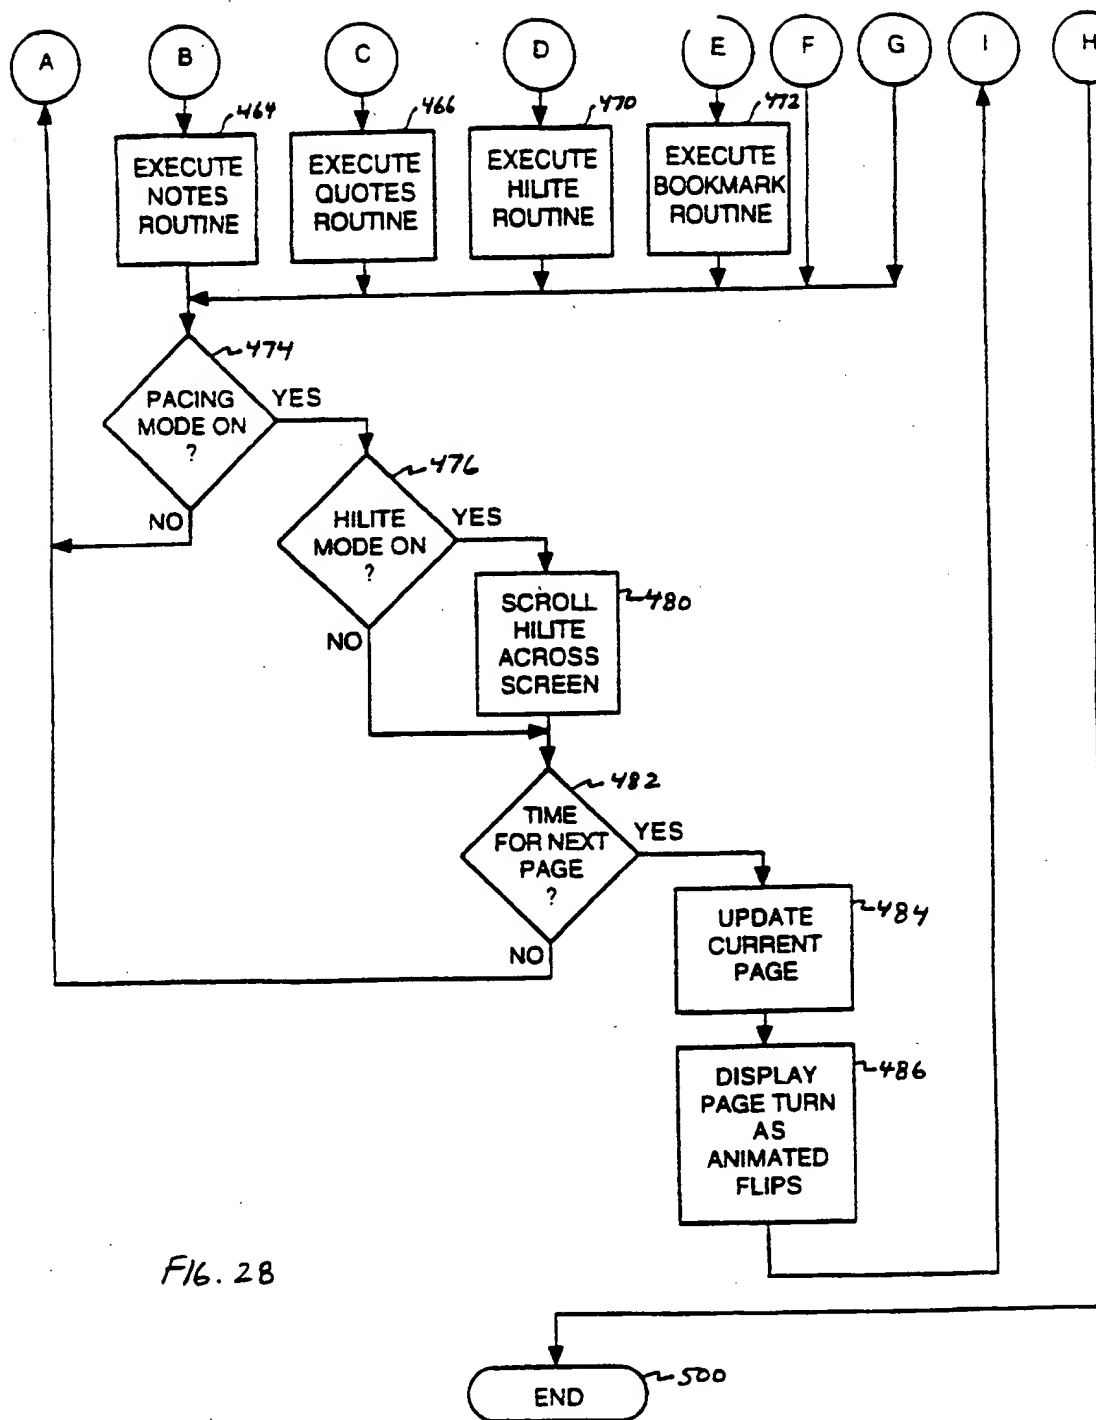 A
B
C
D
E
F
G
I
H
464
466
470
472
EXECUTE
NOTES
ROUTINE
EXECUTE
QUOTES
ROUTINE
EXECUTE
HILITE
ROUTINE
EXECUTE
BOOKMARK
ROUTINE
474
PACING
MODE ON
?
YES
NO
476
HILITE
MODE ON
?
YES
NO
480
SCROLL
HILITE
ACROSS
SCREEN
482
TIME
FOR NEXT
PAGE
?
YES
NO
484
UPDATE
CURRENT
PAGE
486
DISPLAY
PAGE TURN
AS
ANIMATED
FLIPS
FIG. 28
500
END